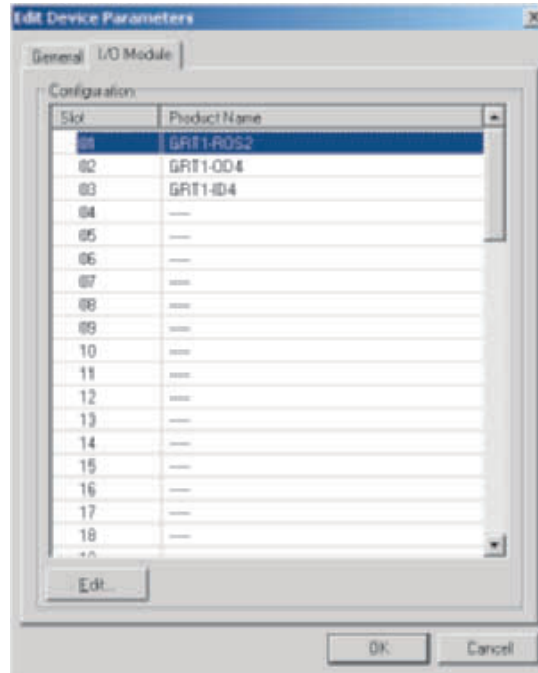 Edit Device Parameters
General I/O Module
Configuration
Slot Product Name
01 GRT1-ROS2
02 GRT1-OD4
03 GRT1-ID4
04 ----
05 ----
06 ----
07 ----
08 ----
09 ----
10 ----
11 ----
12 ----
13 ----
14 ----
15 ----
16 ----
17 ----
18 ----
Edit...
OK Cancel